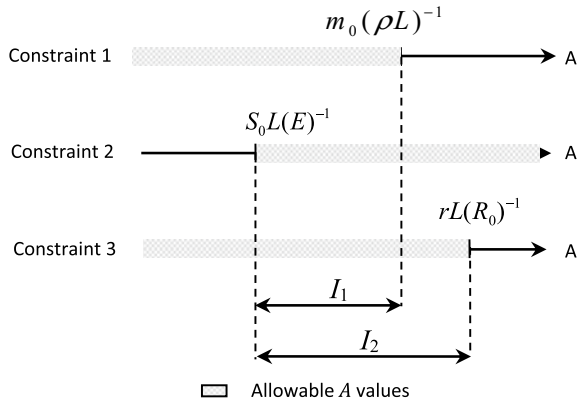 m₀(ρL)⁻¹
Constraint 1 A
S₀L(E)⁻¹
Constraint 2 A
rL(R₀)⁻¹
Constraint 3 A
I₁
I₂
Allowable A values